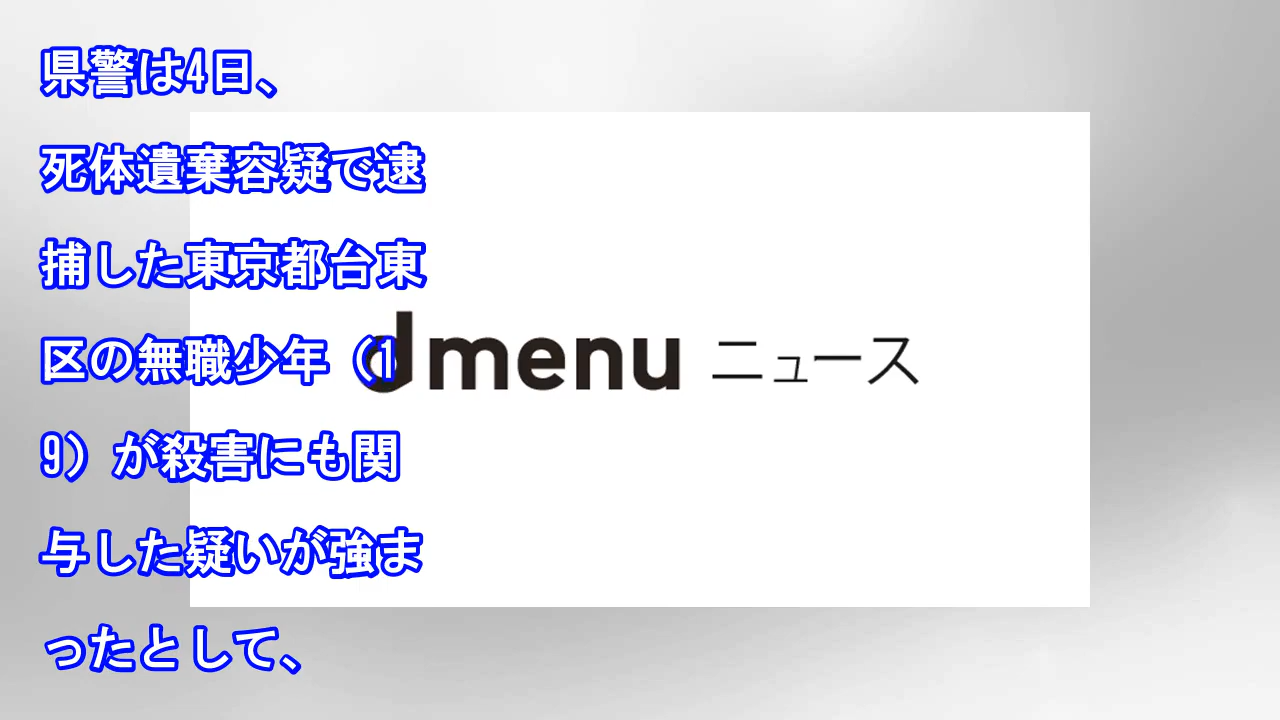 県警は4日、
死体遺棄容疑で逮
捕した東京都台東
区の無職少年（1
9）が殺害にも関
与した疑いが強ま
ったとして、
dmenu ニュース